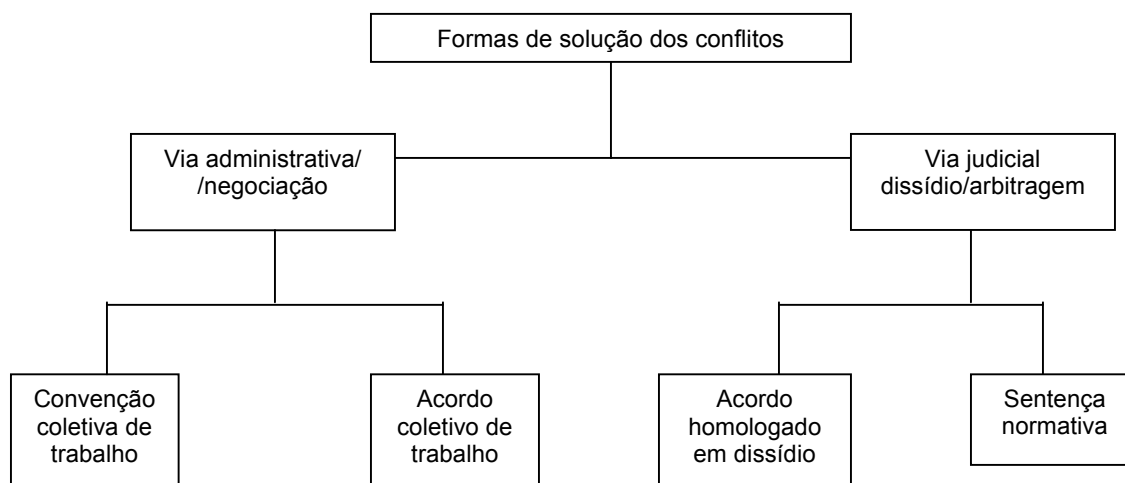 Formas de solução dos conflitos
Via administrativa/
/negociação
Via judicial
dissídio/arbitragem
Convenção
coletiva de
trabalho
Acordo
coletivo de
trabalho
Acordo
homologado
em dissídio
Sentença
normativa